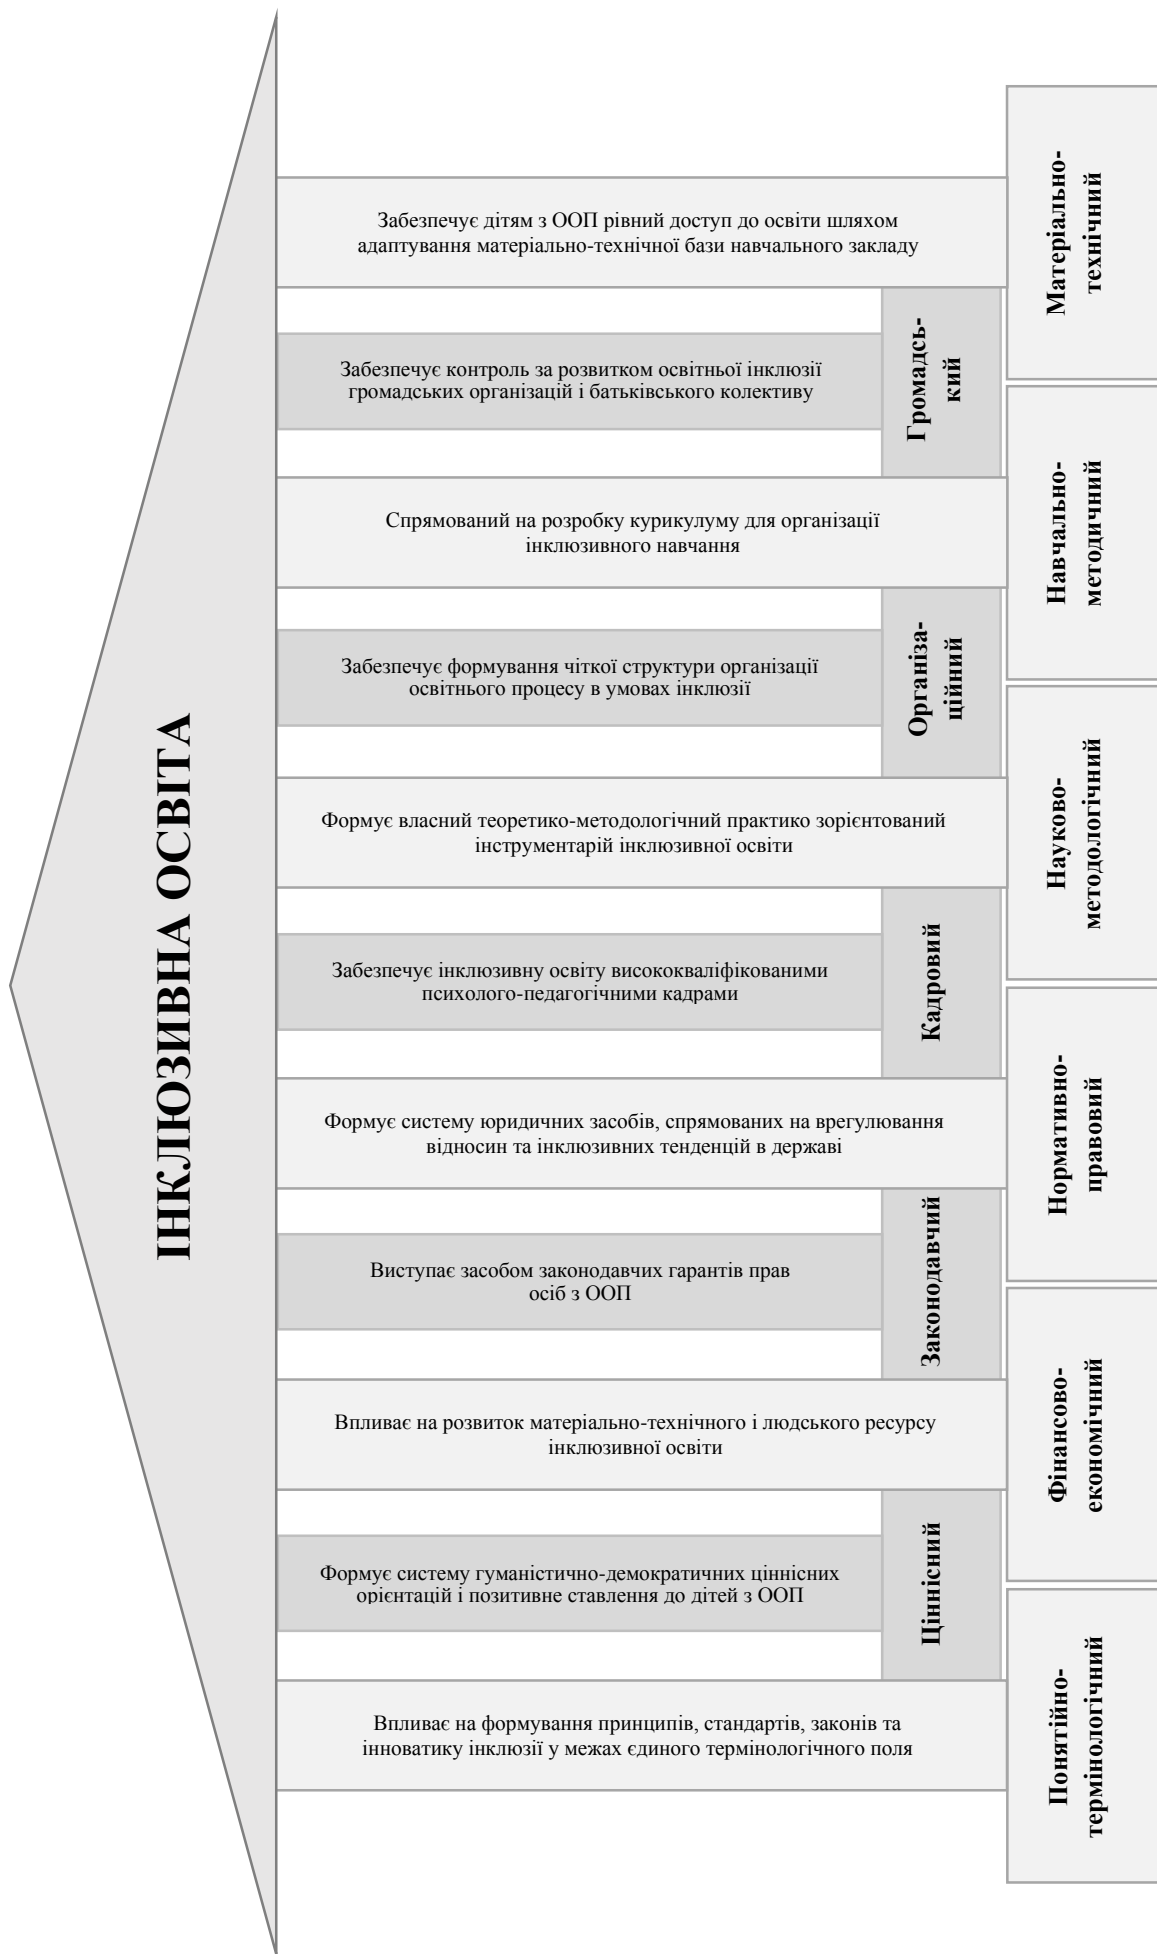 ІНКЛЮЗИВНА ОСВІТА
Забезпечує дітям з ООП рівний доступ до освіти шляхом
адаптування матеріально-технічної бази навчального закладу
Матеріально-
технічний
Забезпечує контроль за розвитком освітньої інклюзії
громадських організацій і батьківського колективу
Громадсь-
кий
Спрямований на розробку курикулуму для організації
інклюзивного навчання
Навчально-
методичний
Забезпечує формування чіткої структури організації
освітнього процесу в умовах інклюзії
Організа-
ційний
Формує власний теоретико-методологічний практико зорієнтований
інструментарій інклюзивної освіти
Науково-
методологічний
Забезпечує інклюзивну освіту висококваліфікованими
психолого-педагогічними кадрами
Кадровий
Формує систему юридичних засобів, спрямованих на врегулювання
відносин та інклюзивних тенденцій в державі
Нормативно-
правовий
Виступає засобом законодавчих гарантів прав
осіб з ООП
Законодавчий
Впливає на розвиток матеріально-технічного і людського ресурсу
інклюзивної освіти
Фінансово-
економічний
Формує систему гуманістично-демократичних ціннісних
орієнтацій і позитивне ставлення до дітей з ООП
Ціннісний
Впливає на формування принципів, стандартів, законів та
інноватику інклюзії у межах єдиного термінологічного поля
Понятійно-
термінологічний